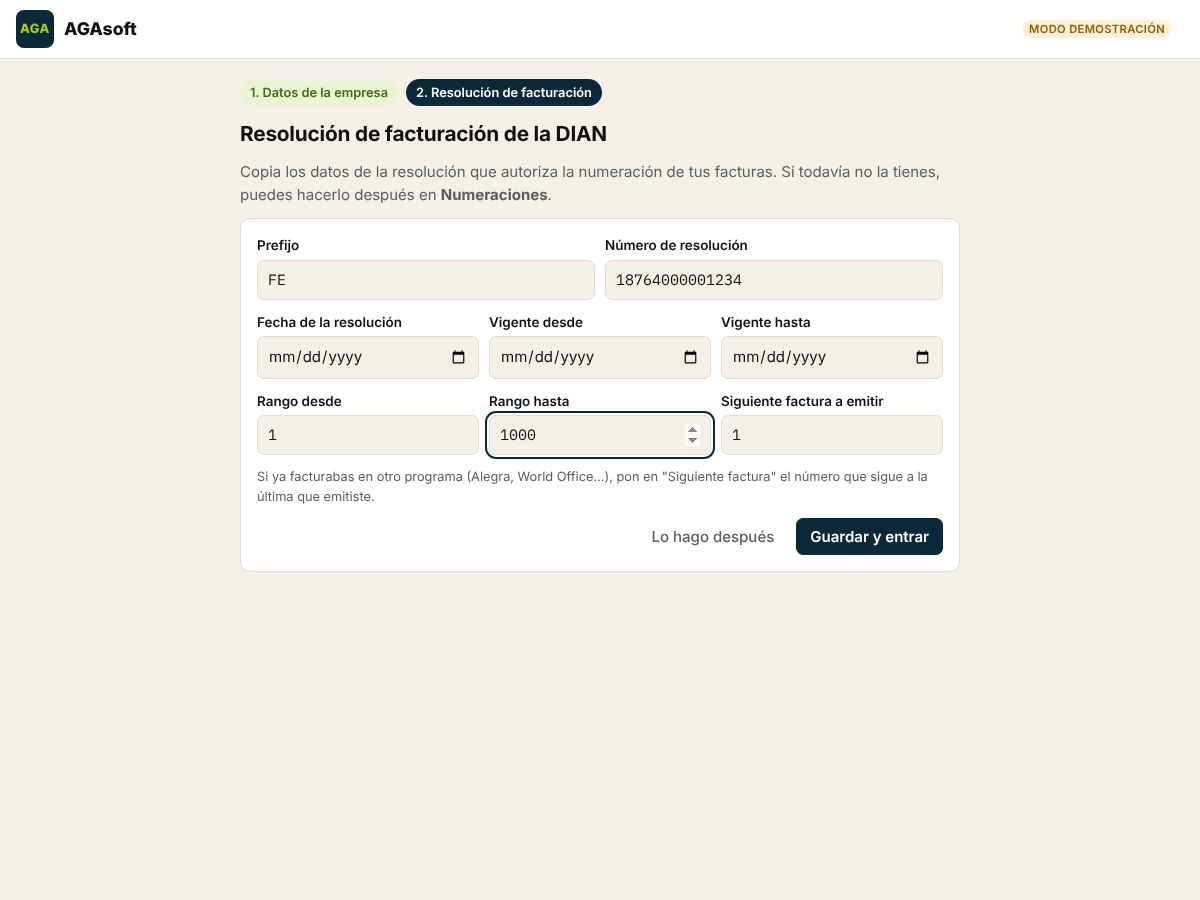 AGA AGAsoft MODO DEMOSTRACIÓN
1. Datos de la empresa 2. Resolución de facturación
Resolución de facturación de la DIAN
Copia los datos de la resolución que autoriza la numeración de tus facturas. Si todavía no la tienes,
puedes hacerlo después en Numeraciones.
Prefijo Número de resolución
FE 18764000001234
Fecha de la resolución Vigente desde Vigente hasta
mm/dd/yyyy mm/dd/yyyy mm/dd/yyyy
Rango desde Rango hasta Siguiente factura a emitir
1 1000 1
Si ya facturabas en otro programa (Alegra, World Office...), pon en "Siguiente factura" el número que sigue a la
última que emitiste.
Lo hago después Guardar y entrar